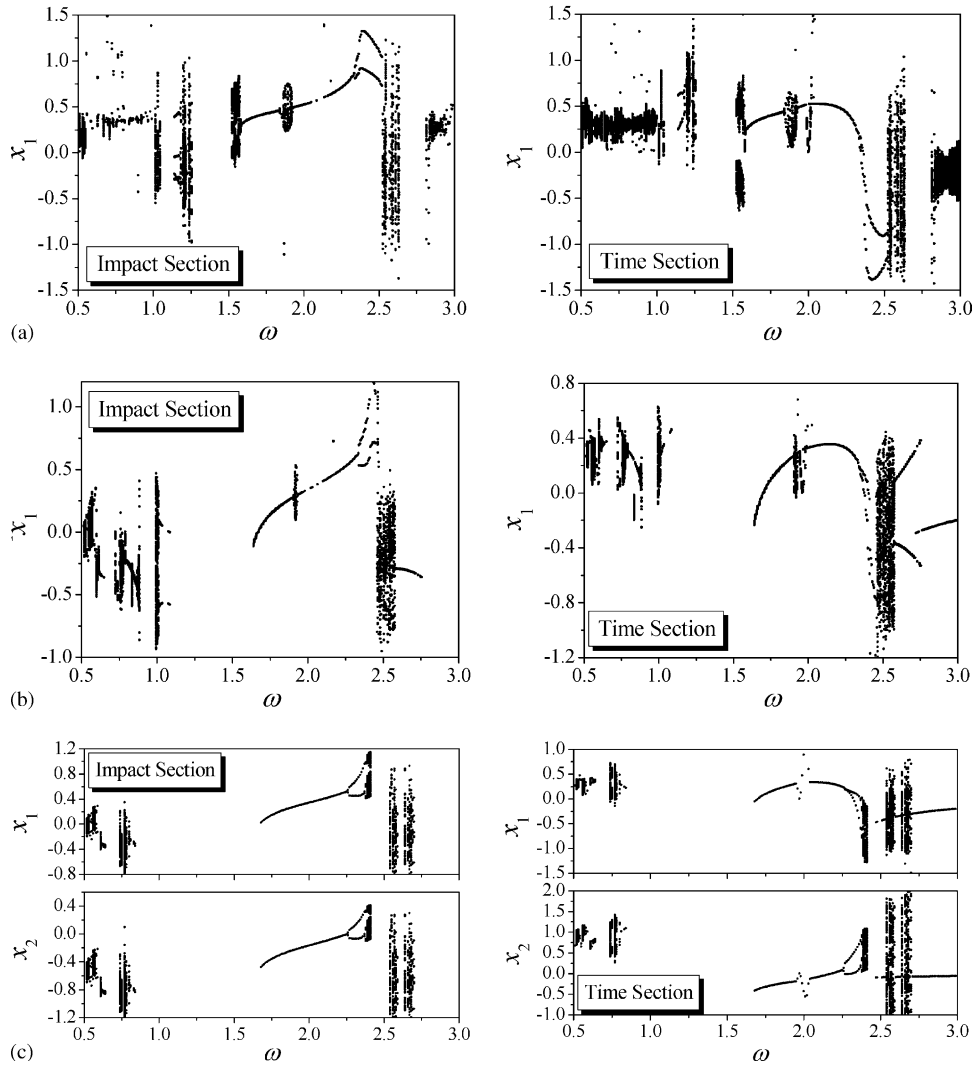 1.5 1.0 0.5 0.0 -0.5 -1.0 -1.5
x1
Impact Section
0.5 1.0 1.5 2.0 2.5 3.0
ω
1.5 1.0 0.5 0.0 -0.5 -1.0 -1.5
x1
Time Section
0.5 1.0 1.5 2.0 2.5 3.0
ω
(a)
1.0 0.5 0.0 -0.5 -1.0
x1
Impact Section
0.5 1.0 1.5 2.0 2.5 3.0
ω
0.8 0.4 0.0 -0.4 -0.8 -1.2
x1
Time Section
0.5 1.0 1.5 2.0 2.5 3.0
ω
(b)
1.2 0.8 0.4 0.0 -0.4 -0.8
x1
Impact Section
0.4 0.0 -0.4 -0.8 -1.2
x2
0.5 1.0 1.5 2.0 2.5 3.0
ω
1.0 0.5 0.0 -0.5 -1.0 -1.5
x1
2.0 1.5 1.0 0.5 0.0 -0.5 -1.0
x2
Time Section
0.5 1.0 1.5 2.0 2.5 3.0
ω
(c)